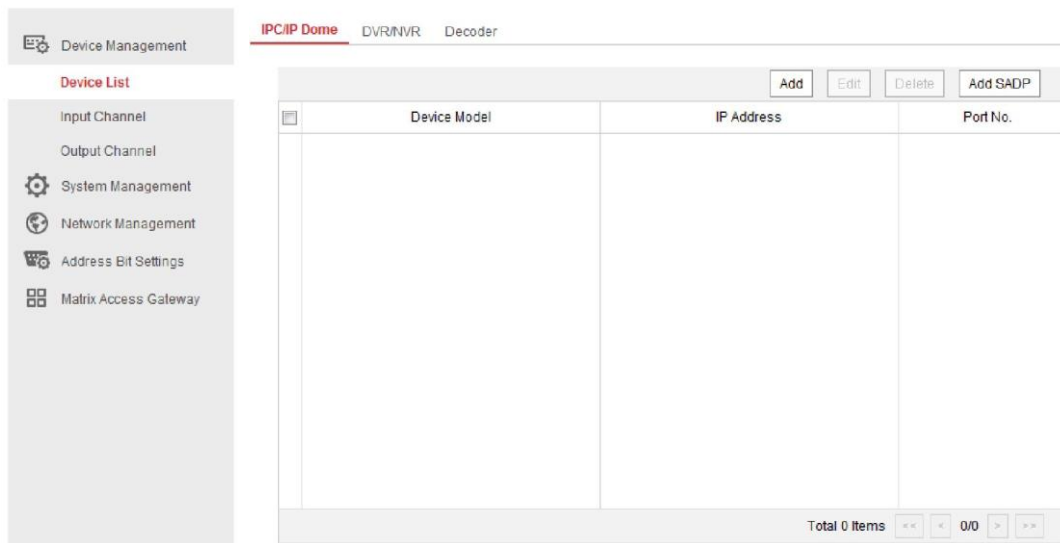 Device Management
Device List
Input Channel
Output Channel
System Management
Network Management
Address Bit Settings
Matrix Access Gateway
IPC/IP Dome DVR/NVR Decoder
Add Edit Delete Add SADP
Device Model IP Address Port No.
Total 0 Items << < 0/0 > >>